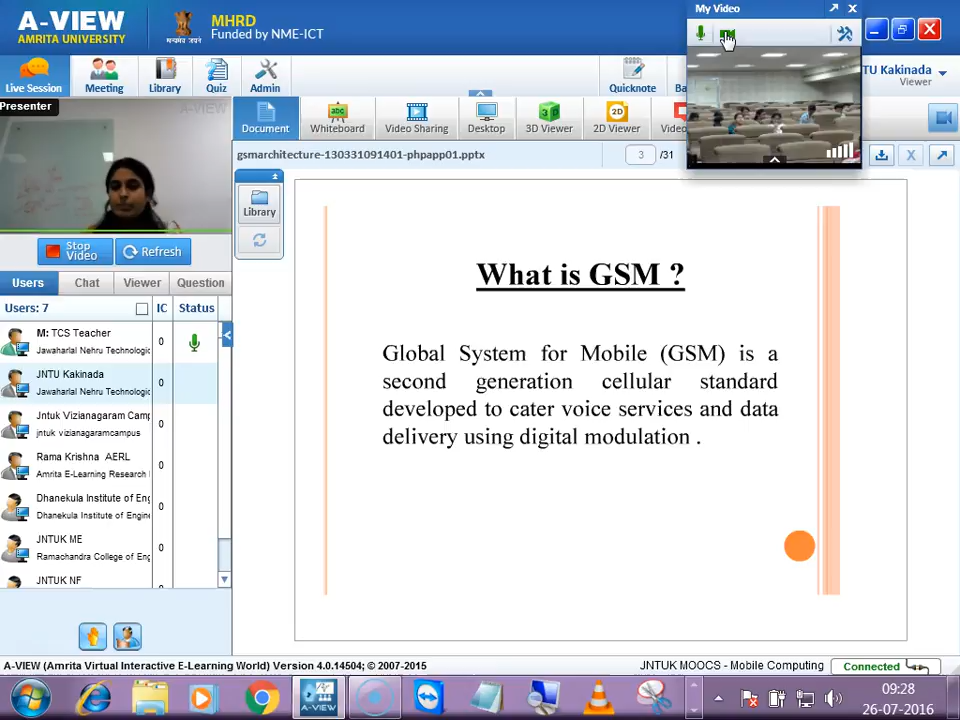 A-VIEW
AMRITA UNIVERSITY
MHRD
Funded by NME-ICT
My Video
Live Session
Meeting
Library
Quiz
Admin
Quicknote
TU Kakinada
Viewer
Presenter
A-VIEW
Document
Whiteboard
Video Sharing
Desktop
3D Viewer
2D Viewer
Video
gsmarchitecture-130331091401-phpapp01.pptx
3 /31
Library
Stop Video
Refresh
Users
Chat
Viewer
Question
Users: 7
IC
Status
M: TCS Teacher
Jawaharlal Nehru Technologic
0
JNTU Kakinada
Jawaharlal Nehru Technologic
0
Jntuk Vizianagaram Camp
jntuk vizianagaramcampus
0
Rama Krishna AERL
Amrita E-Learning Research
0
Dhanekula Institute of Eng
Dhanekula Institute of Engine
0
JNTUK ME
Ramachandra College of Eng
0
JNTUK NF
What is GSM ?
Global System for Mobile (GSM) is a
second generation cellular standard
developed to cater voice services and data
delivery using digital modulation .
A-VIEW (Amrita Virtual Interactive E-Learning World) Version 4.0.14504; © 2007-2015
JNTUK MOOCS - Mobile Computing
Connected
A-VIEW
09:28
26-07-2016